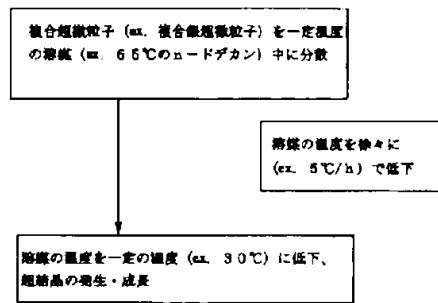 複合超微粒子（ex. 複合銀超微粒子）を一定温度
の溶媒（ex. 65℃のn－ドデカン）中に分散
溶媒の温度を徐々に
（ex. 5℃/h）で低下
溶媒の温度を一定の温度（ex. 30℃）に低下、
超結晶の発生・成長